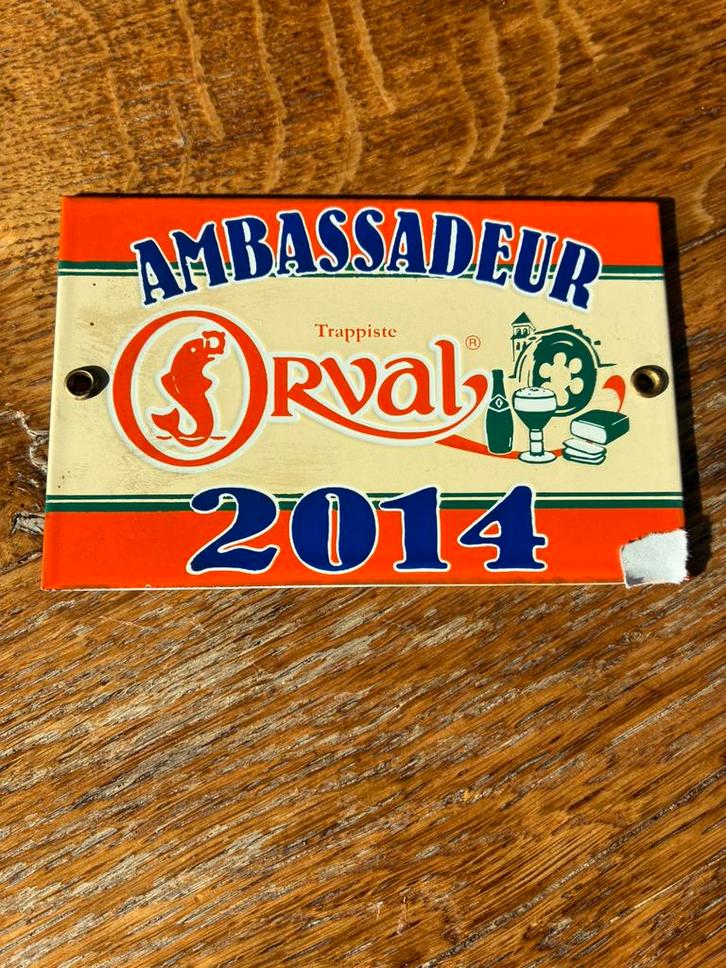 AMBASSADEUR
Trappiste
Orval ®
2014